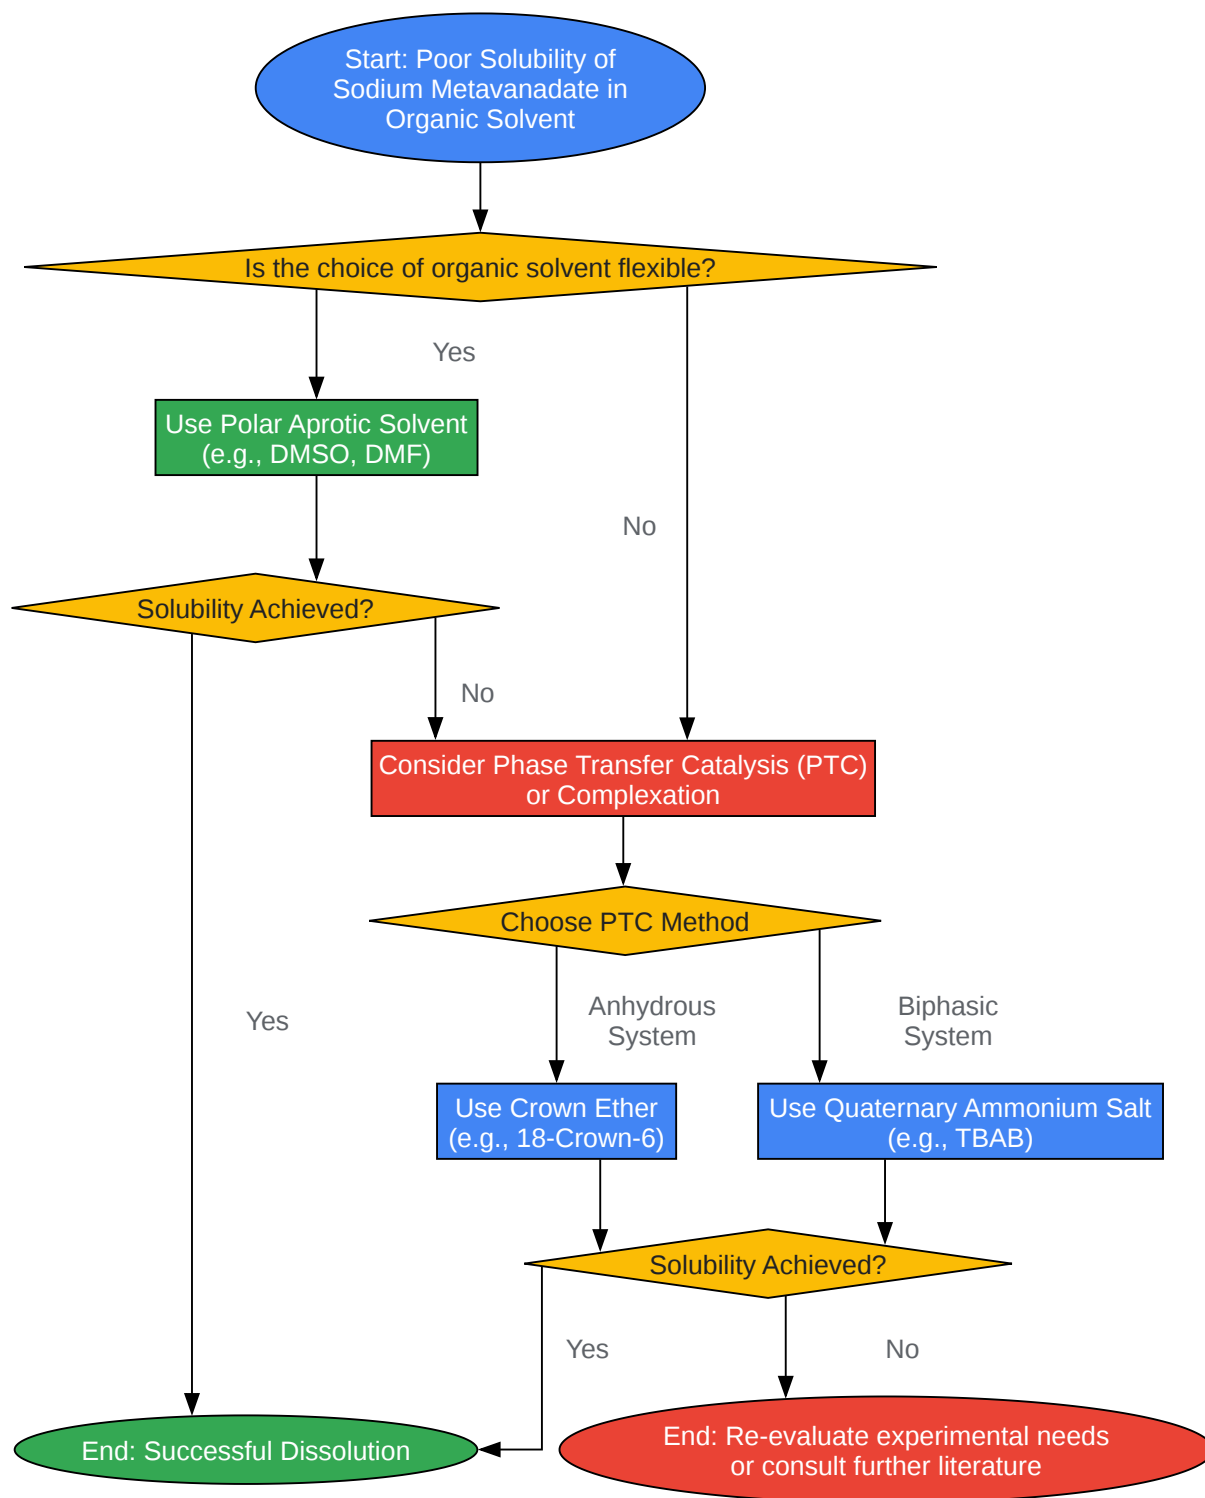 Start: Poor Solubility of
Sodium Metavanadate in
Organic Solvent
Is the choice of organic solvent flexible?
Yes
Use Polar Aprotic Solvent
(e.g., DMSO, DMF)
No
Solubility Achieved?
No
Consider Phase Transfer Catalysis (PTC)
or Complexation
Choose PTC Method
Anhydrous
System
Biphasic
System
Yes
Use Crown Ether
(e.g., 18-Crown-6)
Use Quaternary Ammonium Salt
(e.g., TBAB)
Solubility Achieved?
Yes
No
End: Successful Dissolution
End: Re-evaluate experimental needs
or consult further literature